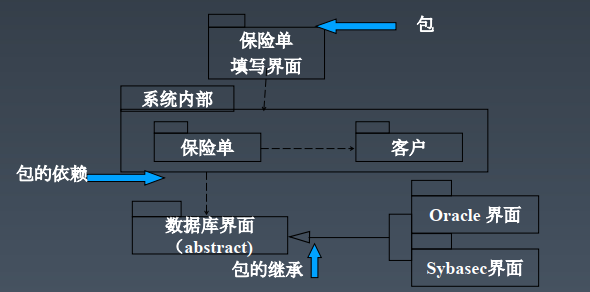 包
保险单
填写界面
系统内部
保险单
客户
包的依赖
数据库界面
（abstract)
Oracle 界面
Sybasec界面
包的继承